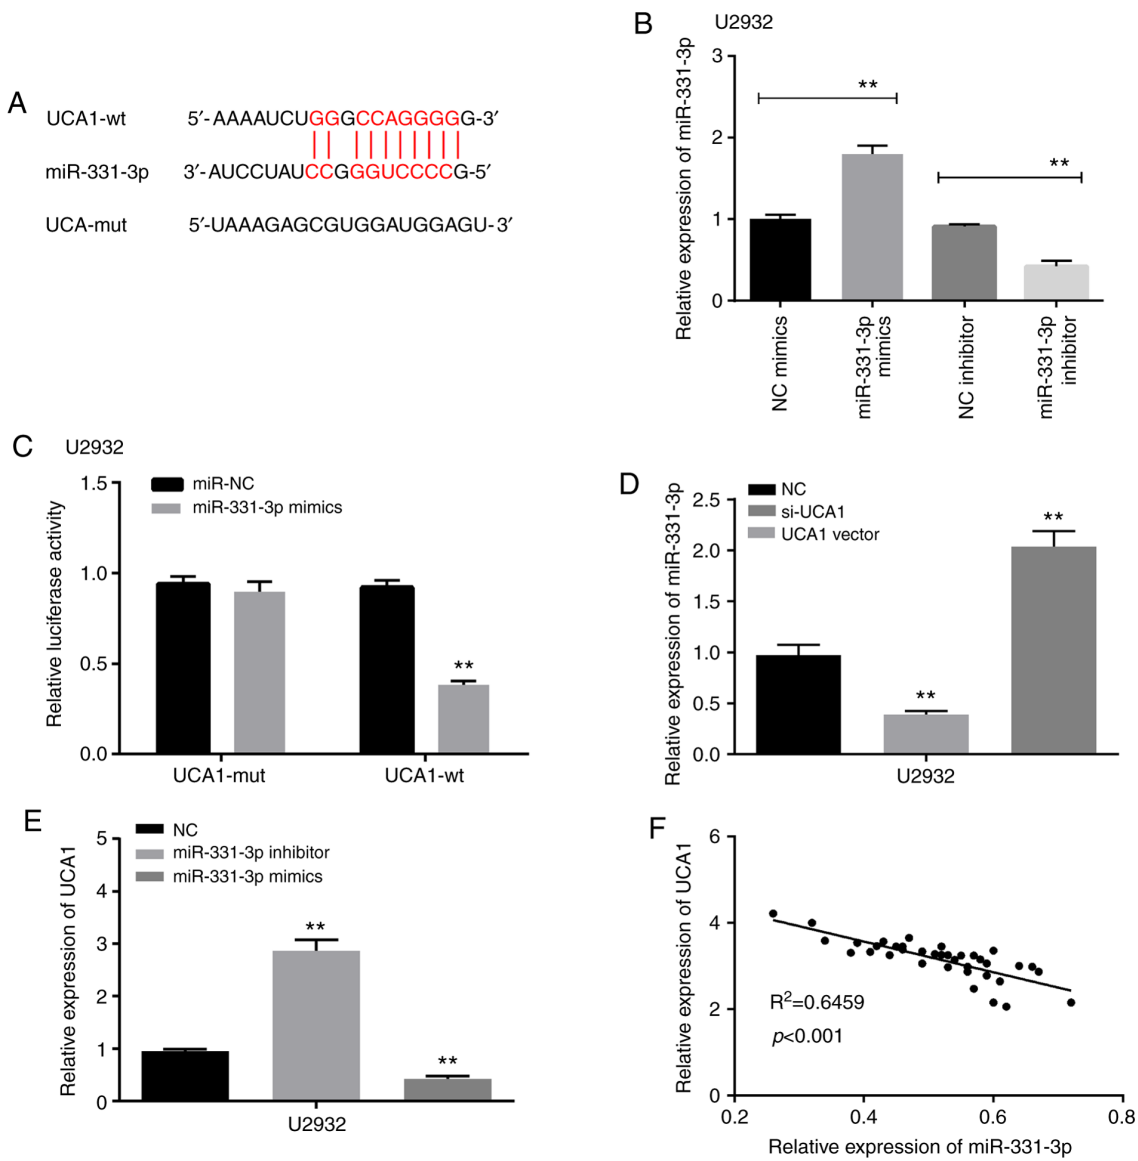 A
UCA1-wt 5′-AAAAUCUGGGCCAGGGGG-3′
miR-331-3p 3′-AUCCUAUCCGGGUCCCCG-5′
UCA-mut 5′-UAAAGAGCGUGGAUGGAGU-3′
B U2932
Relative expression of miR-331-3p
3
2
1
0
**
**
NC mimics
miR-331-3p
mimics
NC inhibitor
miR-331-3p
inhibitor
C U2932
Relative luciferase activity
1.5
1.0
0.5
0.0
miR-NC
miR-331-3p mimics
**
UCA1-mut UCA1-wt
D
Relative expression of miR-331-3p
2.5
2.0
1.5
1.0
0.5
0.0
NC
si-UCA1
UCA1 vector
**
**
U2932
E
Relative expression of UCA1
5
4
3
2
1
0
NC
miR-331-3p inhibitor
miR-331-3p mimics
**
**
U2932
F
Relative expression of UCA1
6
4
2
0
R²=0.6459
p<0.001
0.2 0.4 0.6 0.8
Relative expression of miR-331-3p